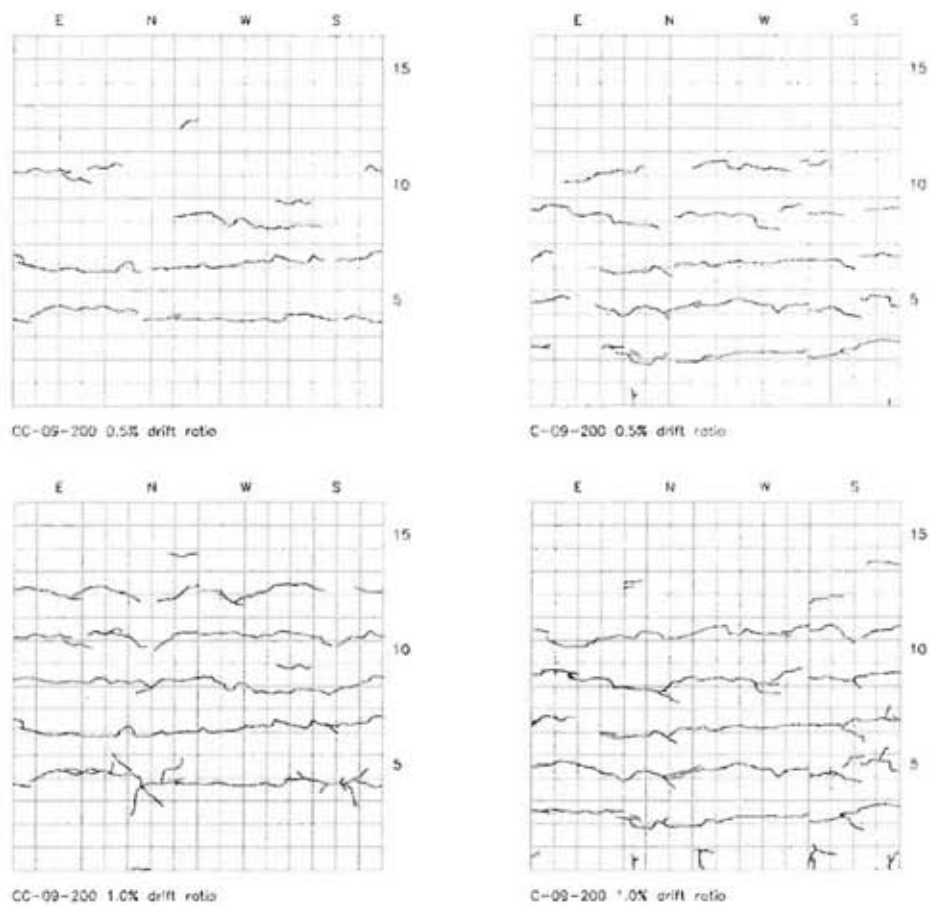 E N W S
15
10
5
CC-09-200 0.5% drift ratio
E N W S
15
10
5
C-09-200 0.5% drift ratio
E N W S
15
10
5
CC-09-200 1.0% drift ratio
E N W S
15
10
5
C-09-200 1.0% drift ratio